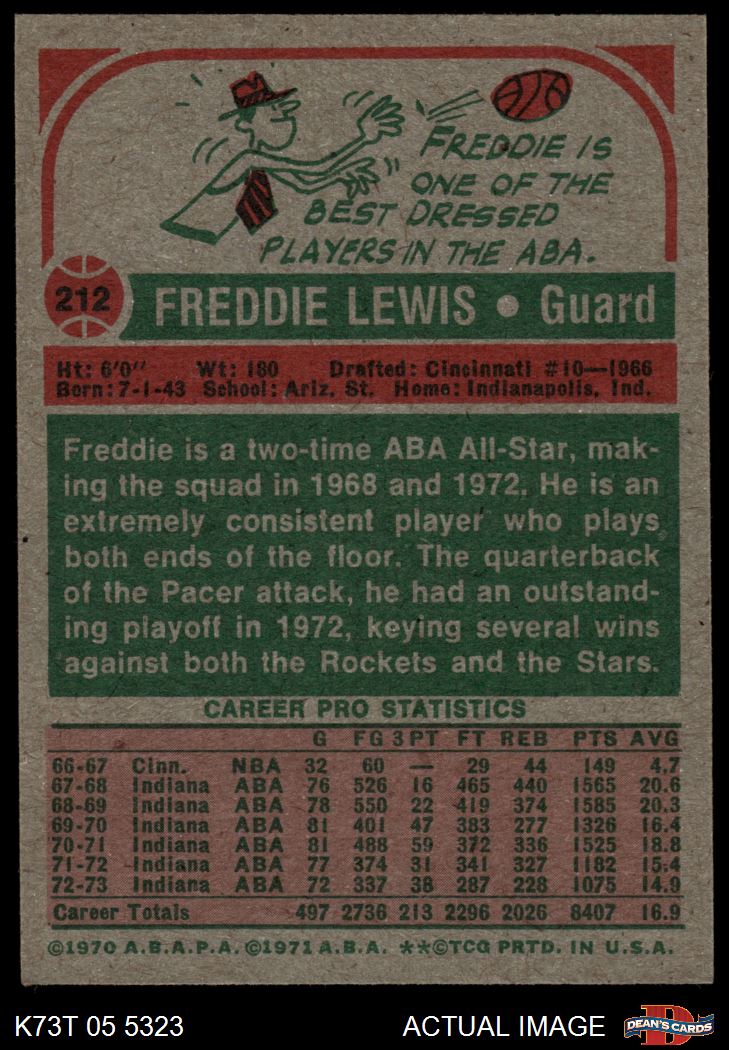 FREDDIE IS
ONE OF THE
BEST DRESSED
PLAYERS IN THE ABA.
212 FREDDIE LEWIS • Guard
Ht: 6'0" Wt: 180 Drafted: Cincinnati #10—1966
Born: 7-1-43 School: Ariz. St. Home: Indianapolis, Ind.
Freddie is a two-time ABA All-Star, mak-
ing the squad in 1968 and 1972. He is an
extremely consistent player who plays
both ends of the floor. The quarterback
of the Pacer attack, he had an outstand-
ing playoff in 1972, keying several wins
against both the Rockets and the Stars.
CAREER PRO STATISTICS
G FG 3PT FT REB PTS AVG
66-67 Cinn. NBA 32 60 — 29 44 149 4.7
67-68 Indiana ABA 76 526 16 465 440 1565 20.6
68-69 Indiana ABA 78 550 22 419 374 1585 20.3
69-70 Indiana ABA 81 401 47 383 277 1326 16.4
70-71 Indiana ABA 81 488 59 372 336 1525 18.8
71-72 Indiana ABA 77 374 31 341 327 1182 15.4
72-73 Indiana ABA 72 337 38 287 228 1075 14.9
Career Totals 497 2736 213 2296 2026 8407 16.9
©1970 A.B.A.P.A. ©1971 A.B.A. **©TCG PRTD. IN U.S.A.
K73T 05 5323 ACTUAL IMAGE DEAN'S CARDS